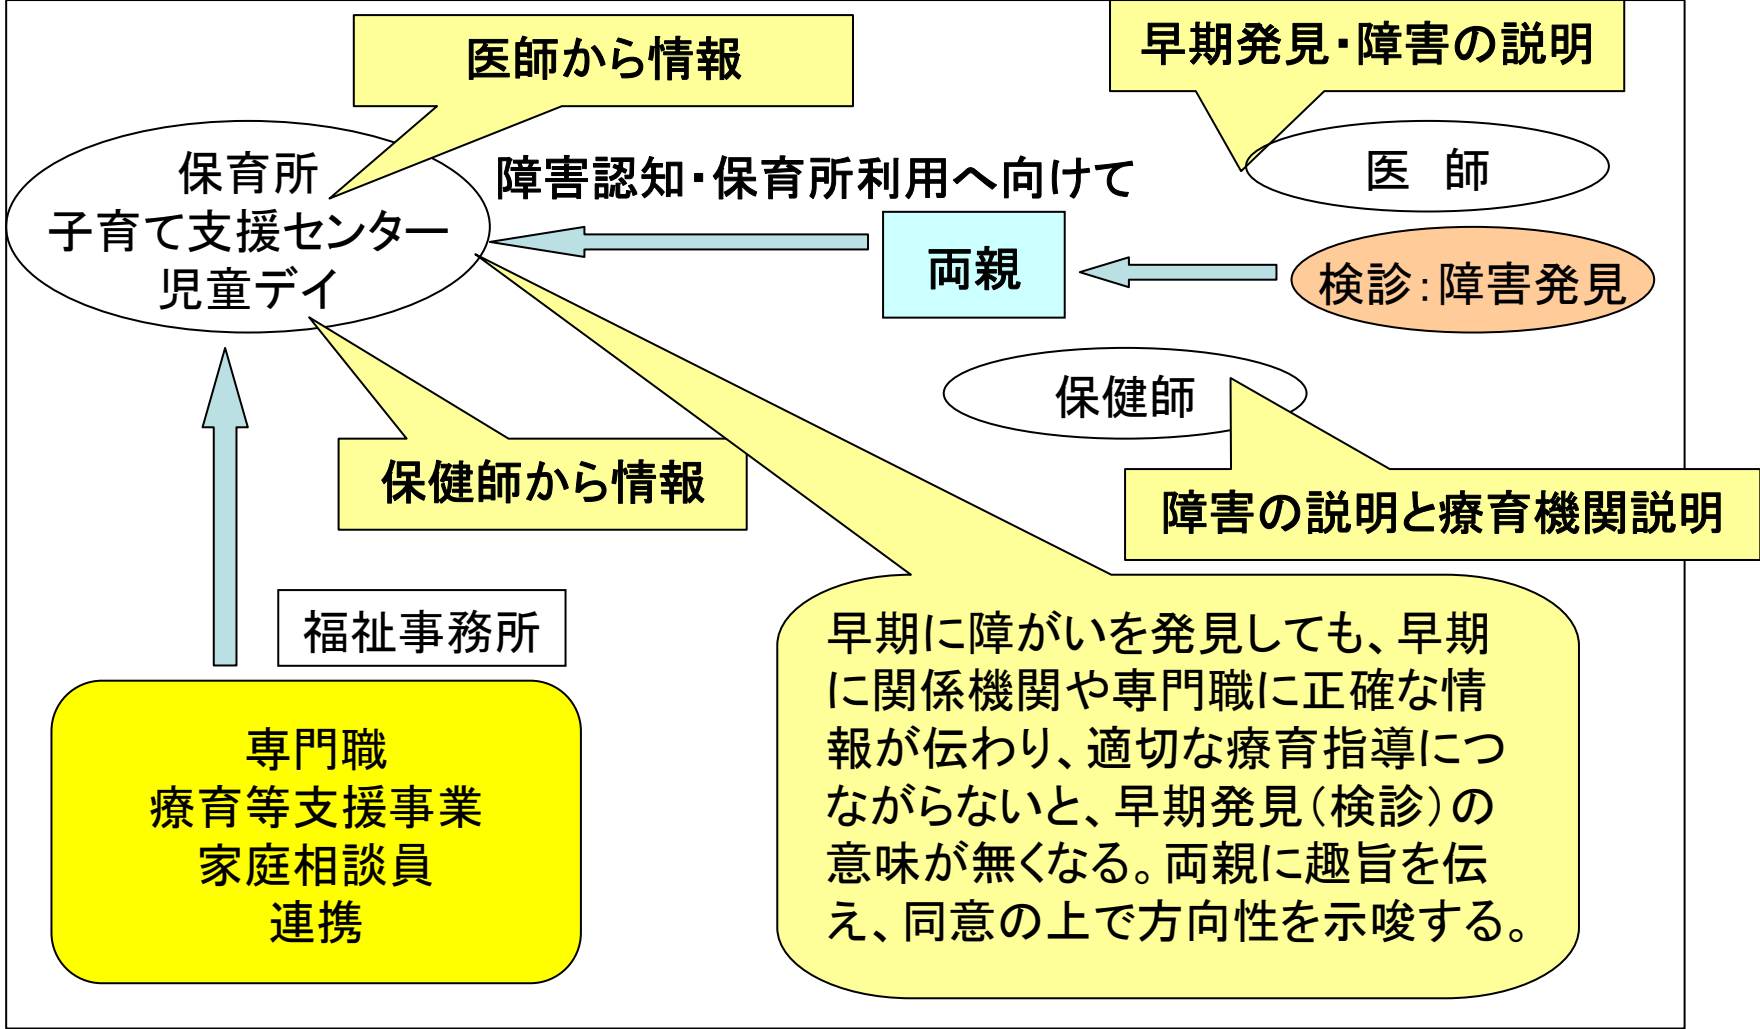 医師から情報
早期発見・障害の説明
保育所
子育て支援センター
児童デイ
障害認知・保育所利用へ向けて
医　師
両親
検診：障害発見
保健師
保健師から情報
障害の説明と療育機関説明
福祉事務所
専門職
療育等支援事業
家庭相談員
連携
早期に障がいを発見しても、早期
に関係機関や専門職に正確な情
報が伝わり、適切な療育指導につ
ながらないと、早期発見（検診）の
意味が無くなる。両親に趣旨を伝
え、同意の上で方向性を示唆する。